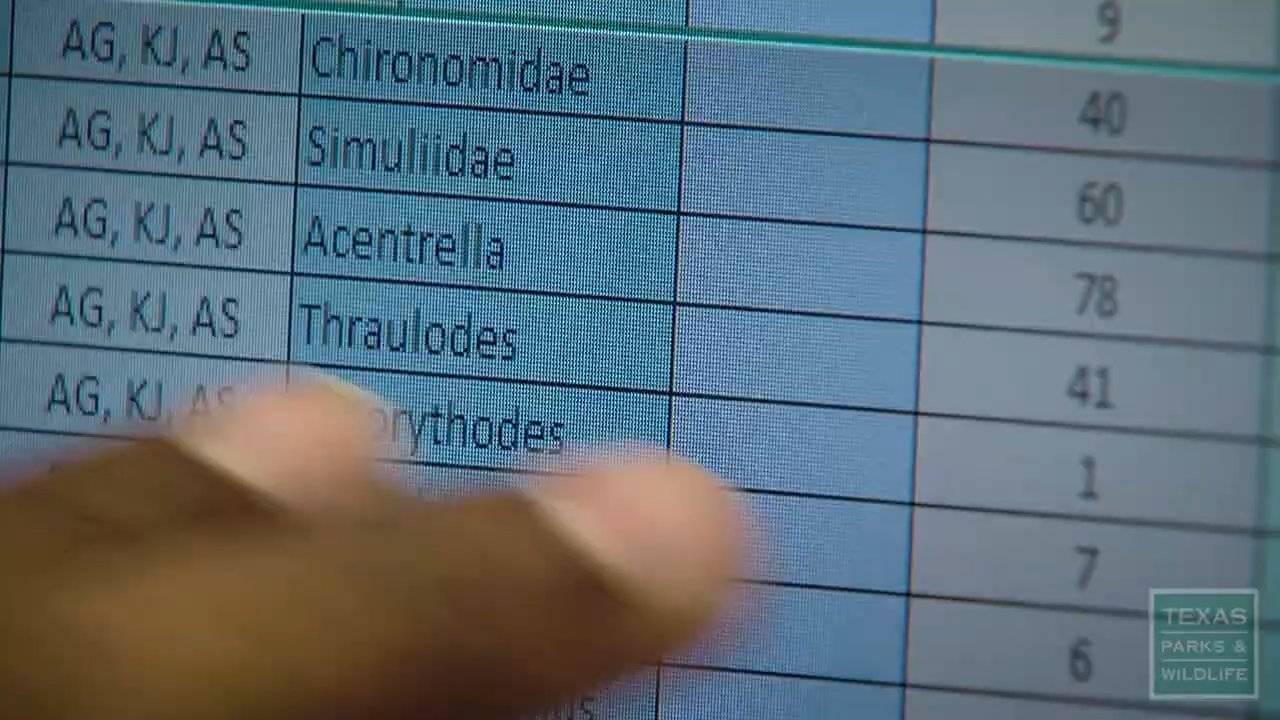 9
AG, KJ, AS Chironomidae 40
AG, KJ, AS Simuliidae 60
AG, KJ, AS Acentrella 78
AG, KJ, AS Thraulodes 41
AG, KJ, AS 1
7
6
TEXAS
PARKS &
WILDLIFE